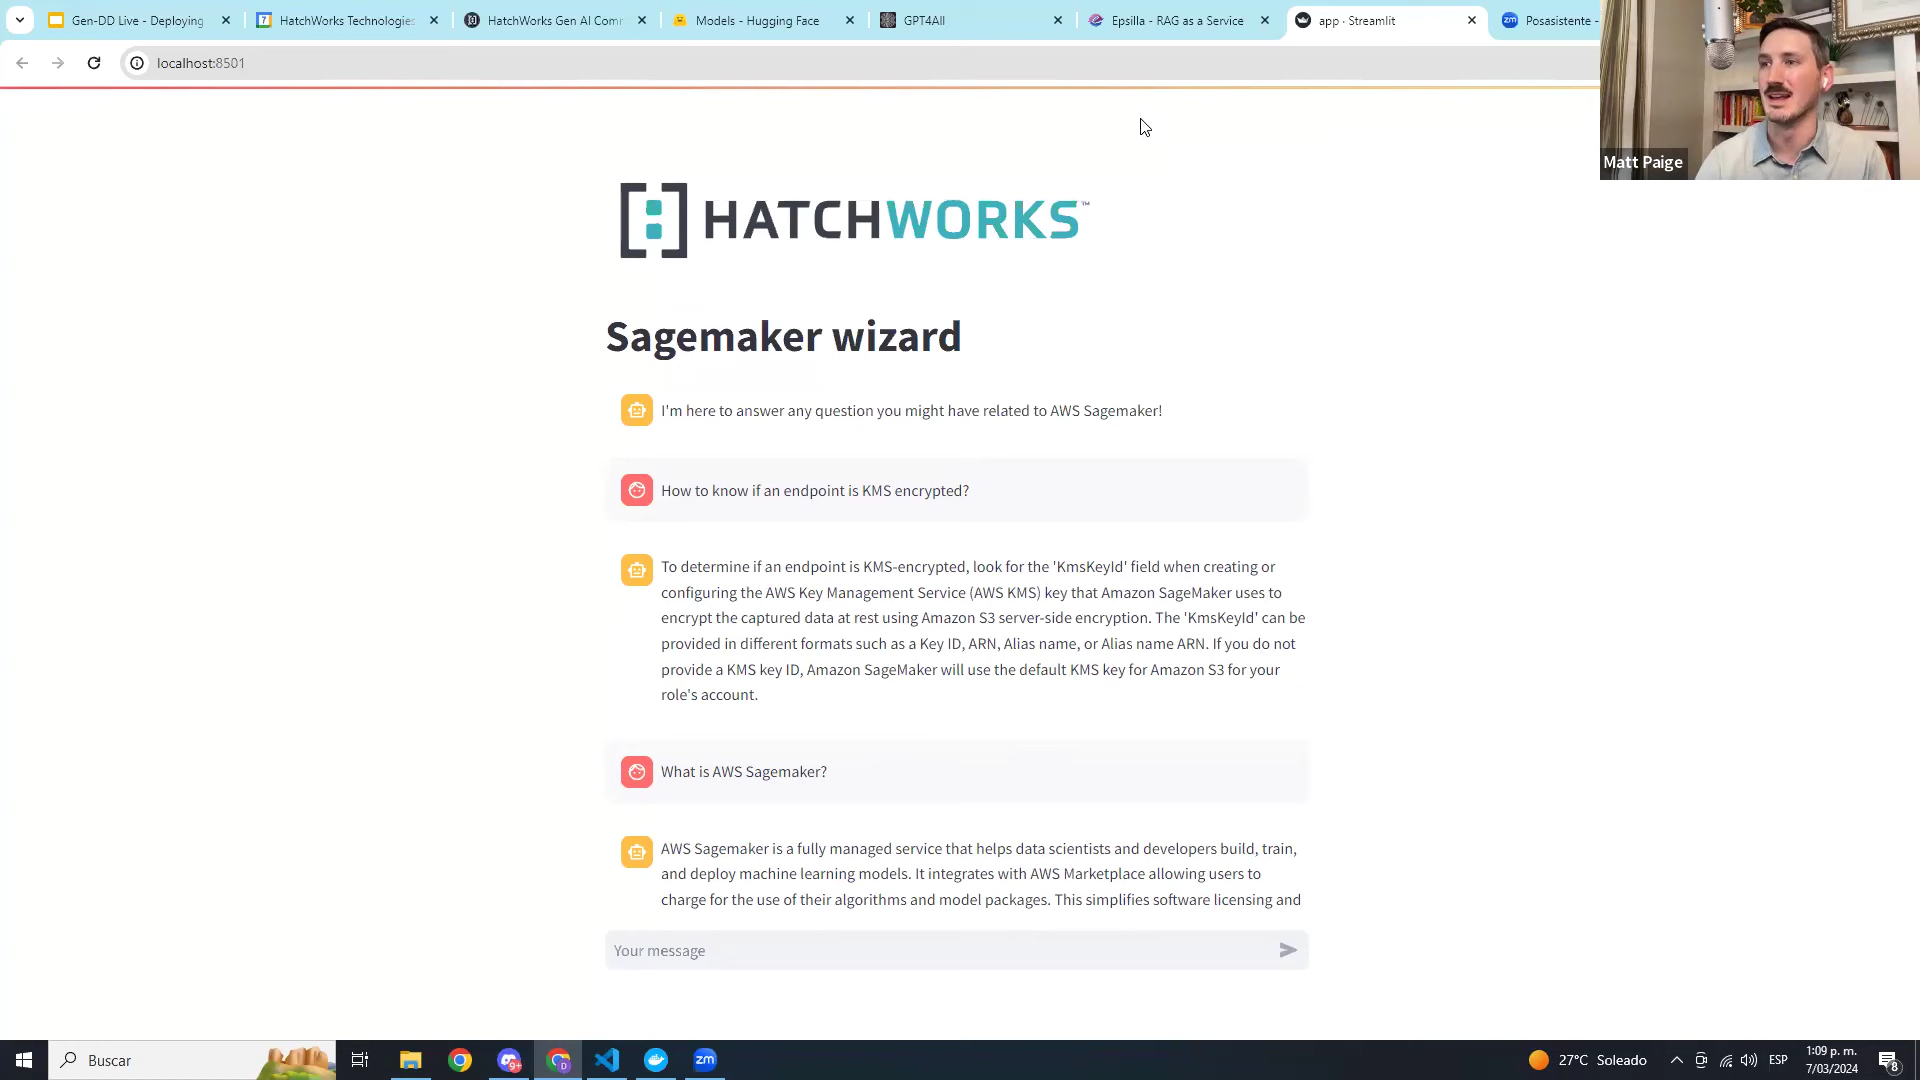 Gen-DD Live - Deploying
HatchWorks Technologies
HatchWorks Gen AI Comm
Models - Hugging Face
GPT4All
Epsilla - RAG as a Service
app · Streamlit
zm
Posasistente -
localhost:8501
Matt Paige
HATCHWORKS™
Sagemaker wizard
I'm here to answer any question you might have related to AWS Sagemaker!
How to know if an endpoint is KMS encrypted?
To determine if an endpoint is KMS-encrypted, look for the 'KmsKeyId' field when creating or
configuring the AWS Key Management Service (AWS KMS) key that Amazon SageMaker uses to
encrypt the captured data at rest using Amazon S3 server-side encryption. The 'KmsKeyId' can be
provided in different formats such as a Key ID, ARN, Alias name, or Alias name ARN. If you do not
provide a KMS key ID, Amazon SageMaker will use the default KMS key for Amazon S3 for your
role's account.
What is AWS Sagemaker?
AWS Sagemaker is a fully managed service that helps data scientists and developers build, train,
and deploy machine learning models. It integrates with AWS Marketplace allowing users to
charge for the use of their algorithms and model packages. This simplifies software licensing and
Your message
Buscar
9+
D
zm
27°C Soleado
ESP
1:09 p. m.
7/03/2024
8